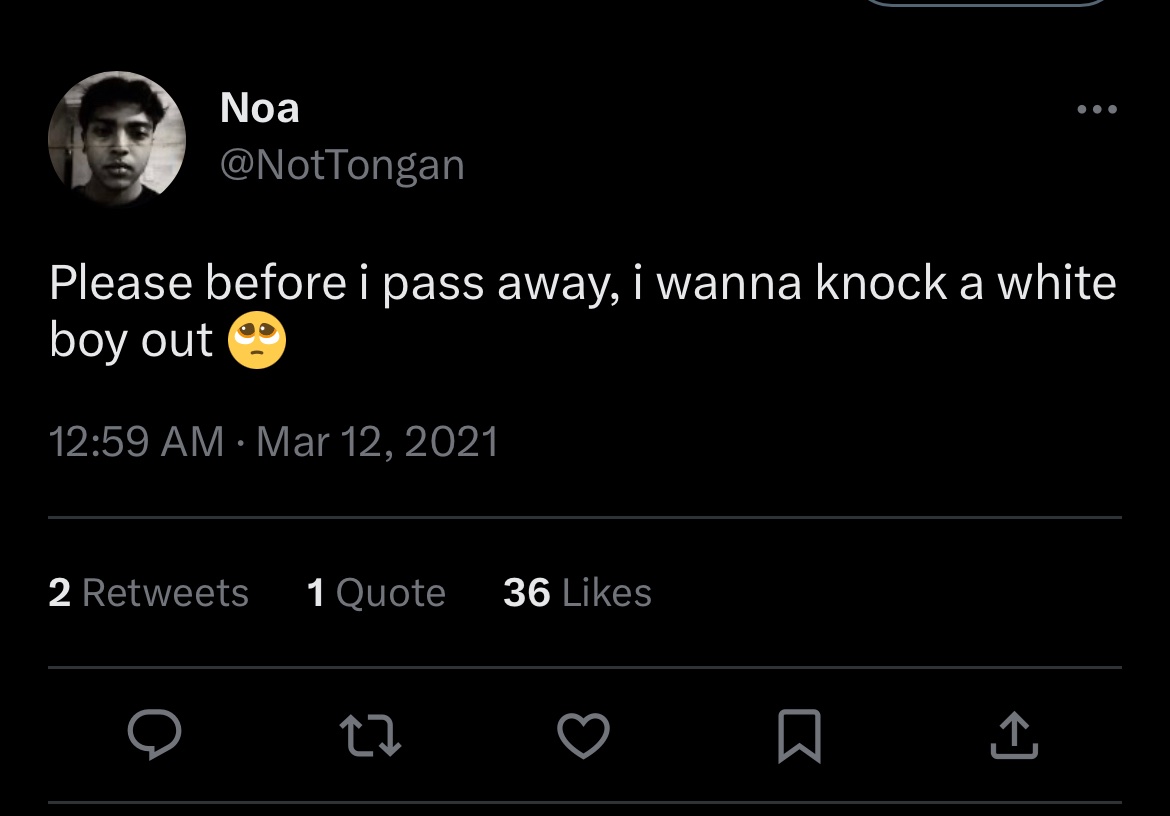 Noa
@NotTongan
Please before i pass away, i wanna knock a white
boy out 🥺
12:59 AM · Mar 12, 2021
2 Retweets 1 Quote 36 Likes